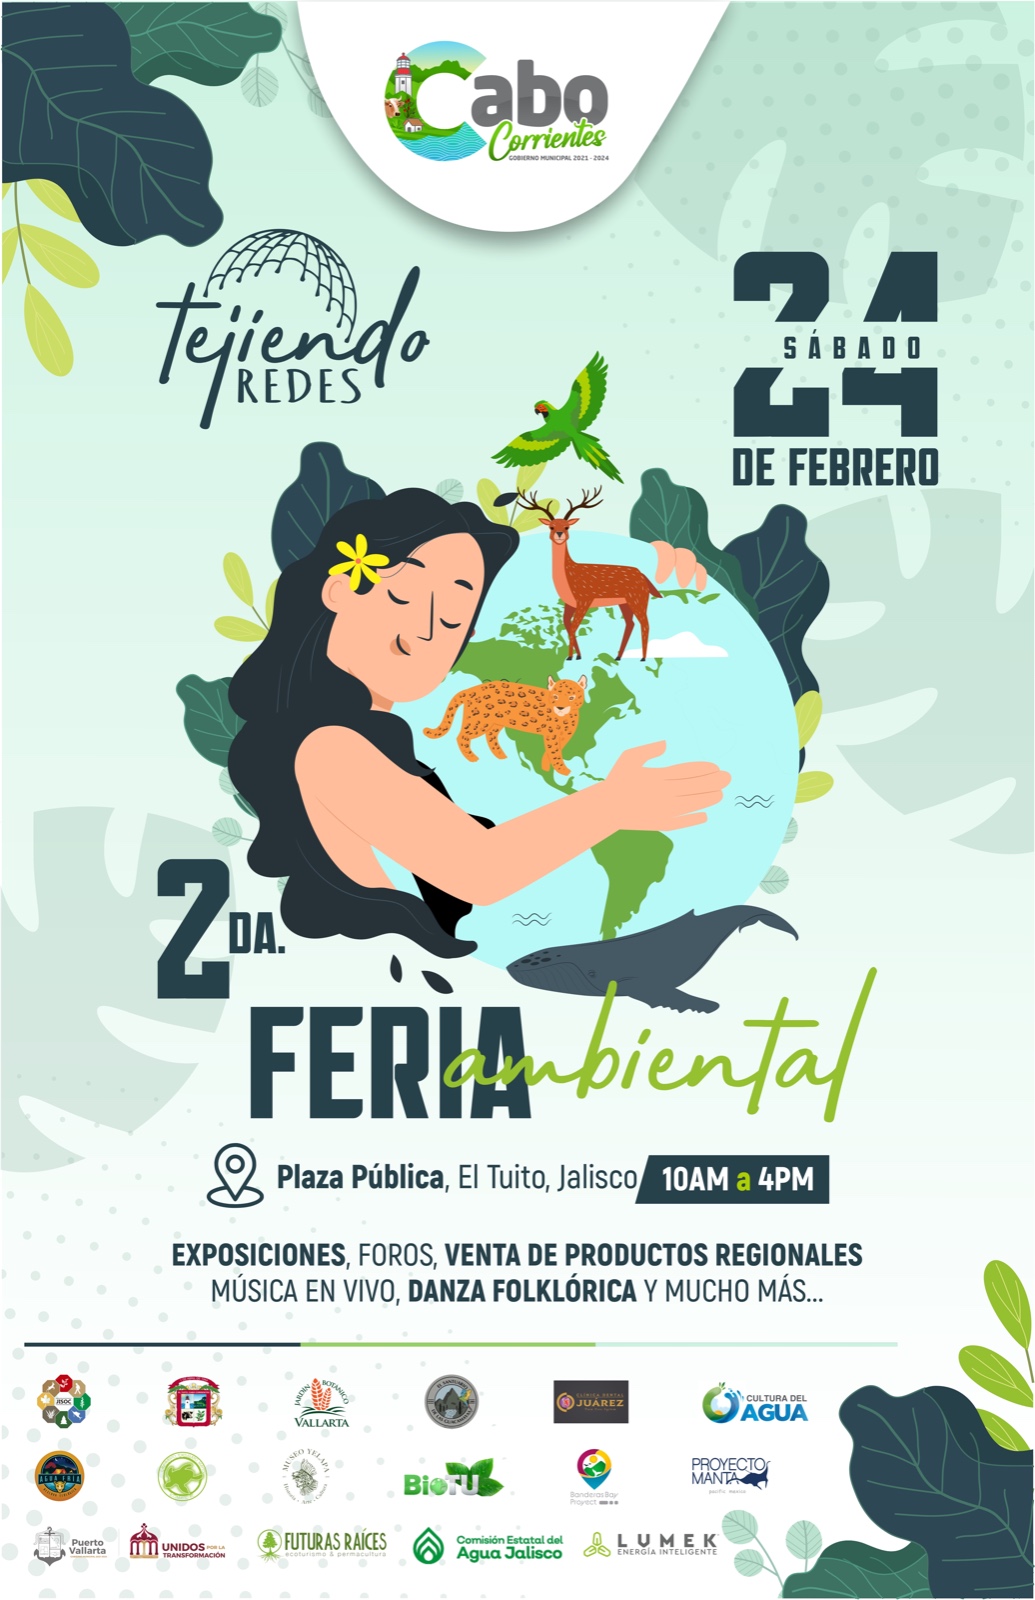 Cabo
Corrientes
GOBIERNO MUNICIPAL 2021 - 2024
tejiendo
REDES
24
SÁBADO
DE FEBRERO
2DA.
FERIA
ambiental
Plaza Pública, El Tuito, Jalisco
10AM a 4PM
EXPOSICIONES, FOROS, VENTA DE PRODUCTOS REGIONALES
MÚSICA EN VIVO, DANZA FOLKLÓRICA Y MUCHO MÁS...
JISOC
JARDÍN BOTÁNICO
VALLARTA
CLÍNICA DENTAL
JUÁREZ
CULTURA DEL
AGUA
AGUA FRÍA
MUSEO YELAPA
BioTU
Banderas Bay
Proyect
PROYECTO
MANTA
pacific mexico
Puerto
Vallarta
UNIDOS POR LA
TRANSFORMACIÓN
FUTURAS RAÍCES
ecoturismo & permacultura
Comisión Estatal del
Agua Jalisco
LUMEK
ENERGÍA INTELIGENTE